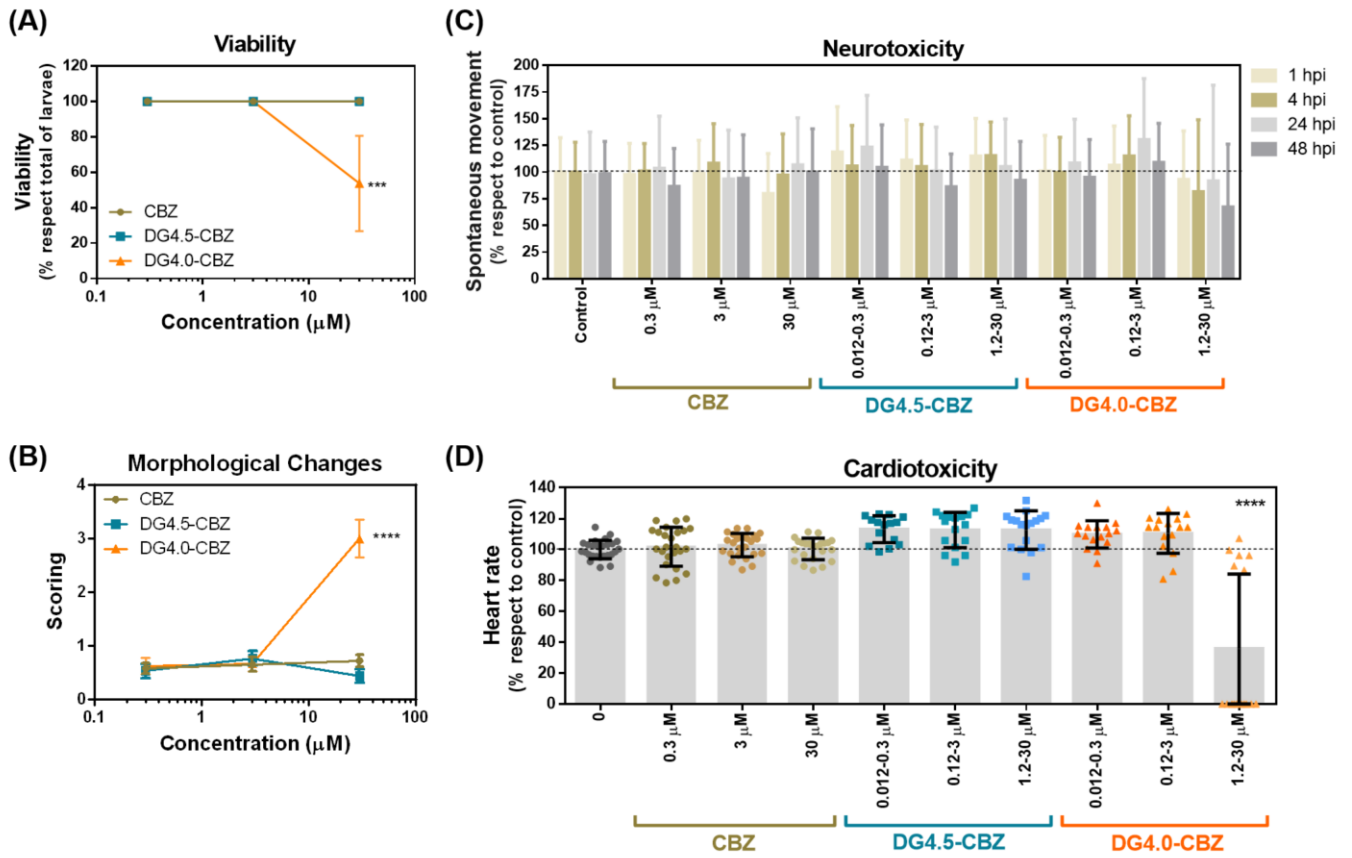 (A)
Viability
Viability
(% respect total of larvae)
120
100
80
60
40
20
0
***
CBZ
DG4.5-CBZ
DG4.0-CBZ
0.1
1
10
100
Concentration (μM)
(B)
Morphological Changes
Scoring
4
3
2
1
0
CBZ
DG4.5-CBZ
DG4.0-CBZ
****
0.1
1
10
100
Concentration (μM)
(C)
Neurotoxicity
Spontaneous movement
(% respect to control)
200
175
150
125
100
75
50
25
0
1 hpi
4 hpi
24 hpi
48 hpi
Control
0.3 μM
3 μM
30 μM
0.012-0.3 μM
0.12-3 μM
1.2-30 μM
0.012-0.3 μM
0.12-3 μM
1.2-30 μM
CBZ
DG4.5-CBZ
DG4.0-CBZ
(D)
Cardiotoxicity
Heart rate
(% respect to control)
140
120
100
80
60
40
20
0
****
0
0.3 μM
3 μM
30 μM
0.012-0.3 μM
0.12-3 μM
1.2-30 μM
0.012-0.3 μM
0.12-3 μM
1.2-30 μM
CBZ
DG4.5-CBZ
DG4.0-CBZ